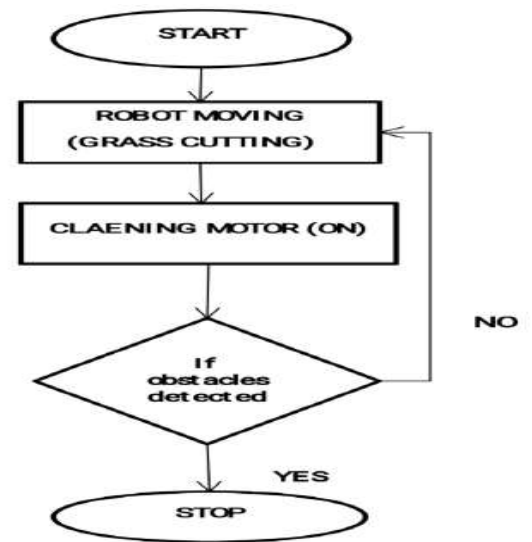 START
ROBOT MOVING
(GRASS CUTTING)
CLAENING MOTOR (ON)
NO
If
obstacles
detected
YES
STOP